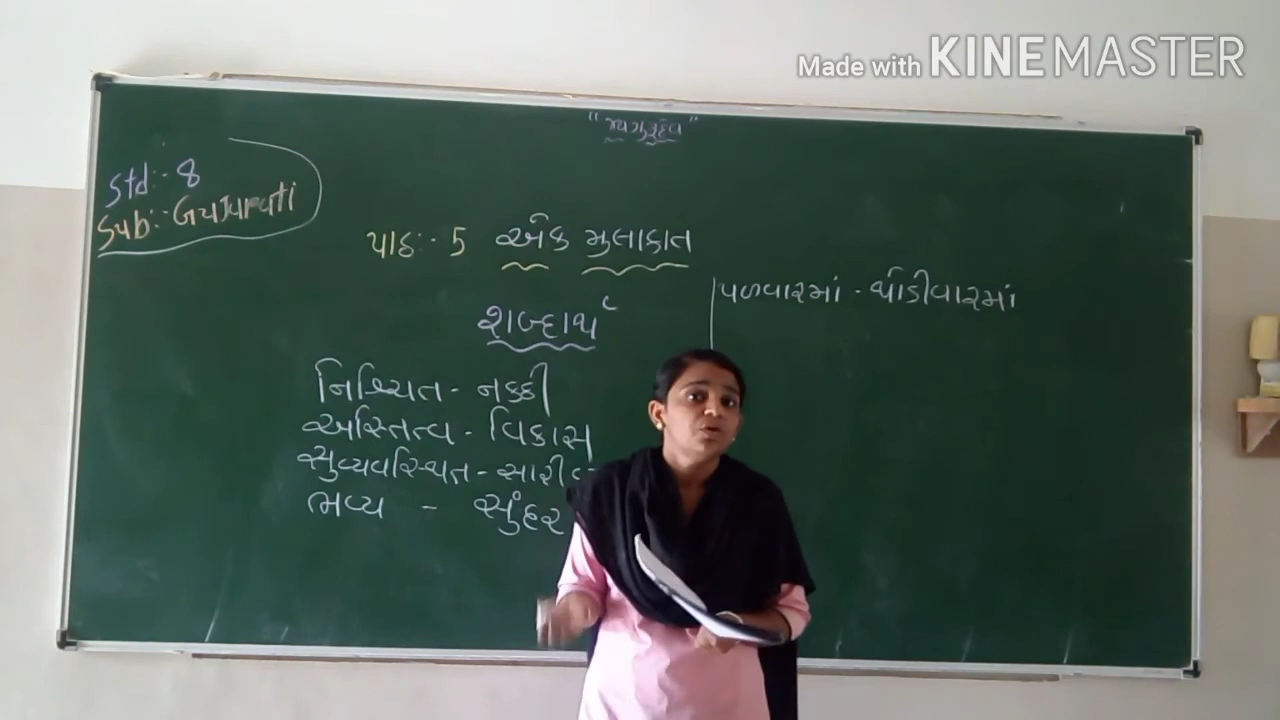 Made with KINEMASTER
"જય ગુરુદેવ"
Std:- 8
Sub:- Gujarati
પાઠ:- 5 એક મુલાકાત
શબ્દાર્થ
નિશ્ચિત - નક્કી
અસ્તિત્વ - વિકાસ
સુવ્યવસ્થિત - સારી
ભવ્ય - સુંદર
પળવારમાં - થોડીવારમાં